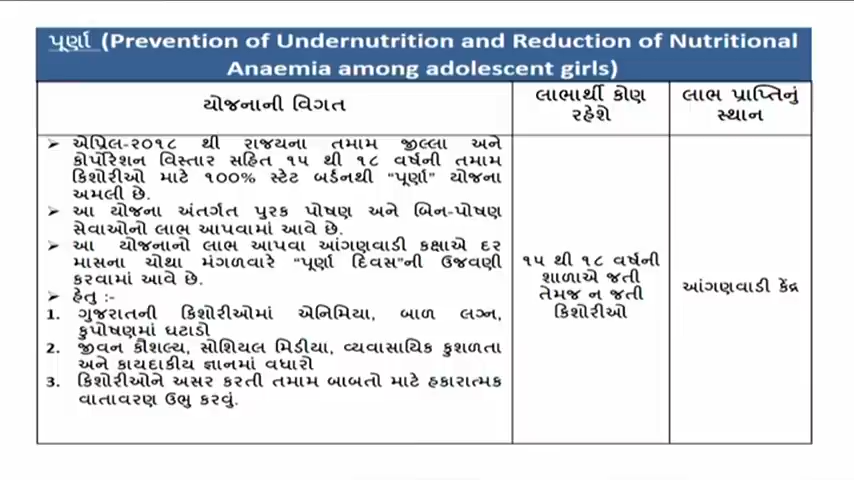 પૂર્ણા (Prevention of Undernutrition and Reduction of Nutritional
Anaemia among adolescent girls)
યોજનાની વિગત
લાભાર્થી કોણ
રહેશે
લાભ પ્રાપ્તિનું
સ્થાન
➢ એપ્રિલ-૨૦૧૮ થી રાજ્યના તમામ જીલ્લા અને
કોર્પોરેશન વિસ્તાર સહિત ૧૫ થી ૧૮ વર્ષની તમામ
કિશોરીઓ માટે ૧૦૦% સ્ટેટ બર્ડનથી "પૂર્ણા" યોજના
અમલી છે.
➢ આ યોજના અંતર્ગત પુરક પોષણ અને બિન-પોષણ
સેવાઓનો લાભ આપવામાં આવે છે.
➢ આ યોજનાનો લાભ આપવા આંગણવાડી કક્ષાએ દર
માસના ચોથા મંગળવારે "પૂર્ણા દિવસ"ની ઉજવણી
કરવામાં આવે છે.
➢ હેતુ :-
1. ગુજરાતની કિશોરીઓમાં એનિમિયા, બાળ લગ્ન,
કુપોષણમાં ઘટાડો
2. જીવન કૌશલ્ય, સોશિયલ મિડીયા, વ્યવાસાયિક કુશળતા
અને કાયદાકીય જ્ઞાનમાં વધારો
3. કિશોરીઓને અસર કરતી તમામ બાબતો માટે હકારાત્મક
વાતાવરણ ઉભુ કરવું.
૧૫ થી ૧૮ વર્ષની
શાળાએ જતી
તેમજ ન જતી
કિશોરીઓ
આંગણવાડી કેંદ્ર